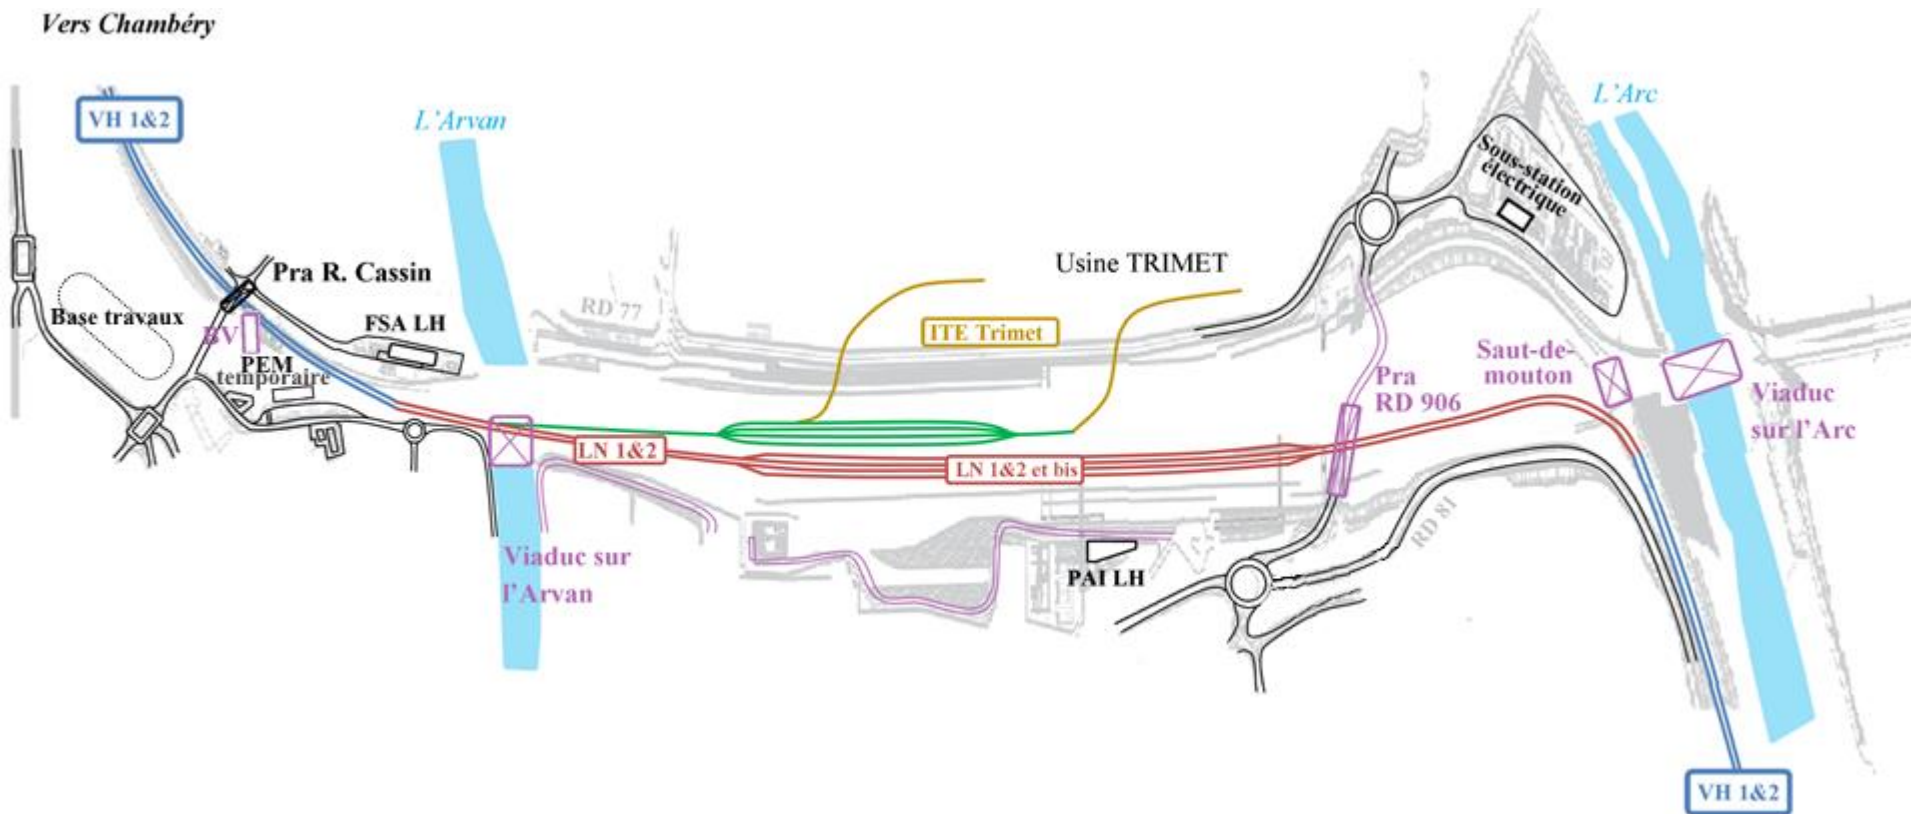 Vers Chambéry
VH 1&2
L'Arvan
L'Arc
Sous-station
électrique
Pra R. Cassin
Usine TRIMET
Base travaux
RD 77
FSA LH
ITE Trimet
BV
PEM
temporaire
Saut-de-
mouton
Pra
RD 906
Viaduc
sur l'Arc
LN 1&2
LN 1&2 et bis
RD 81
Viaduc sur
l'Arvan
PAI LH
VH 1&2